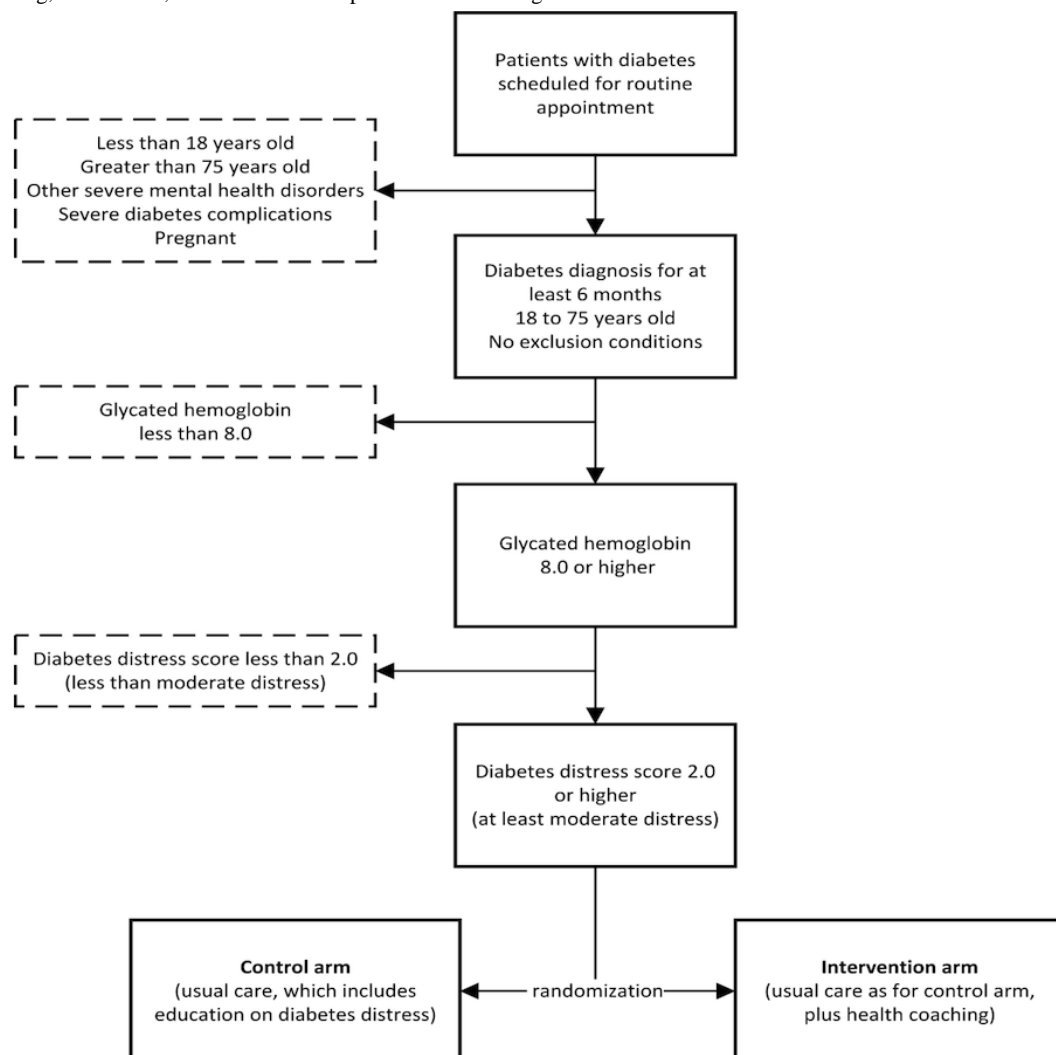 Patients with diabetes
scheduled for routine
appointment
Less than 18 years old
Greater than 75 years old
Other severe mental health disorders
Severe diabetes complications
Pregnant
Diabetes diagnosis for at
least 6 months
18 to 75 years old
No exclusion conditions
Glycated hemoglobin
less than 8.0
Glycated hemoglobin
8.0 or higher
Diabetes distress score less than 2.0
(less than moderate distress)
Diabetes distress score 2.0
or higher
(at least moderate distress)
Control arm
(usual care, which includes
education on diabetes distress)
randomization
Intervention arm
(usual care as for control arm,
plus health coaching)